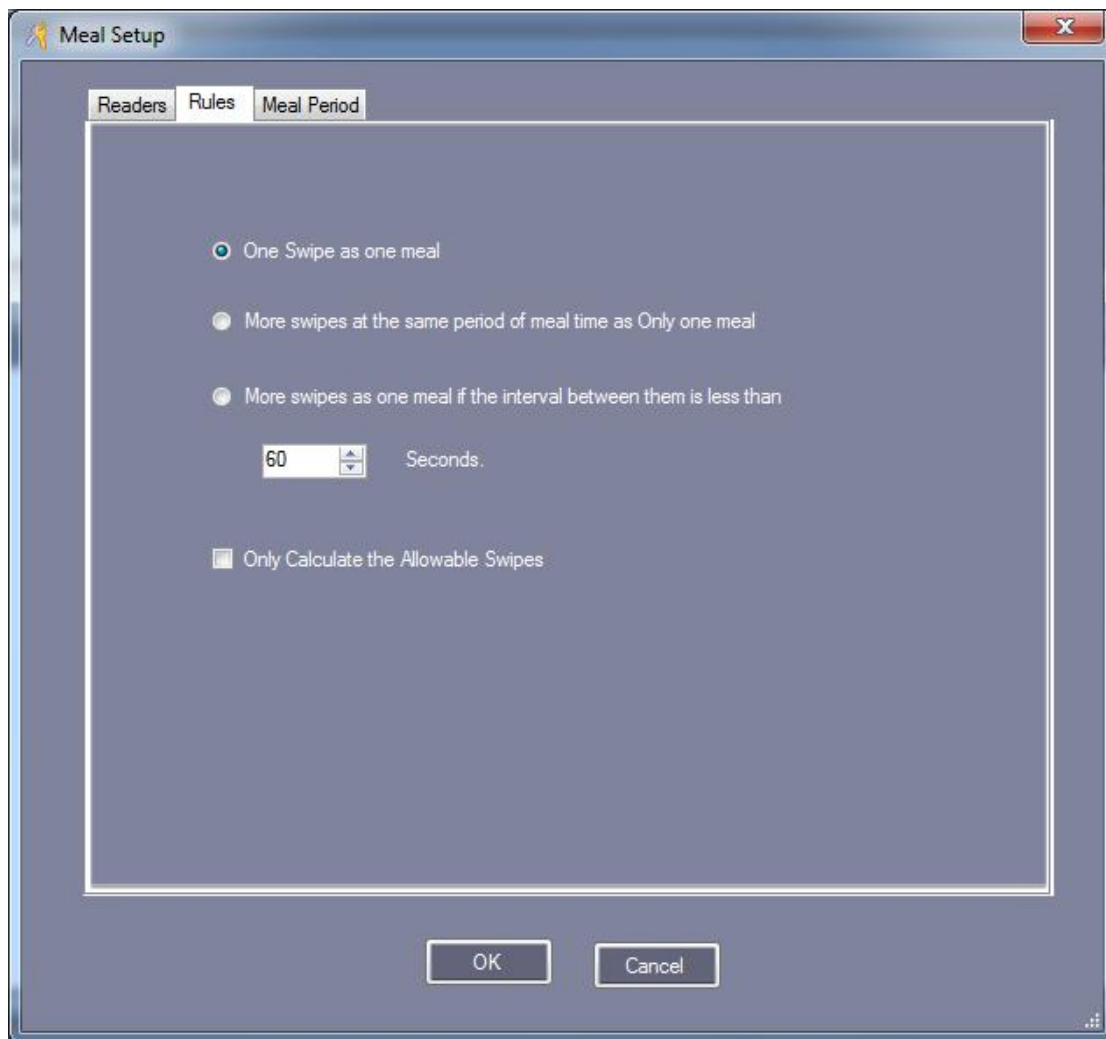 Meal Setup
Readers Rules Meal Period
One Swipe as one meal
More swipes at the same period of meal time as Only one meal
More swipes as one meal if the interval between them is less than
60 Seconds.
Only Calculate the Allowable Swipes
OK Cancel